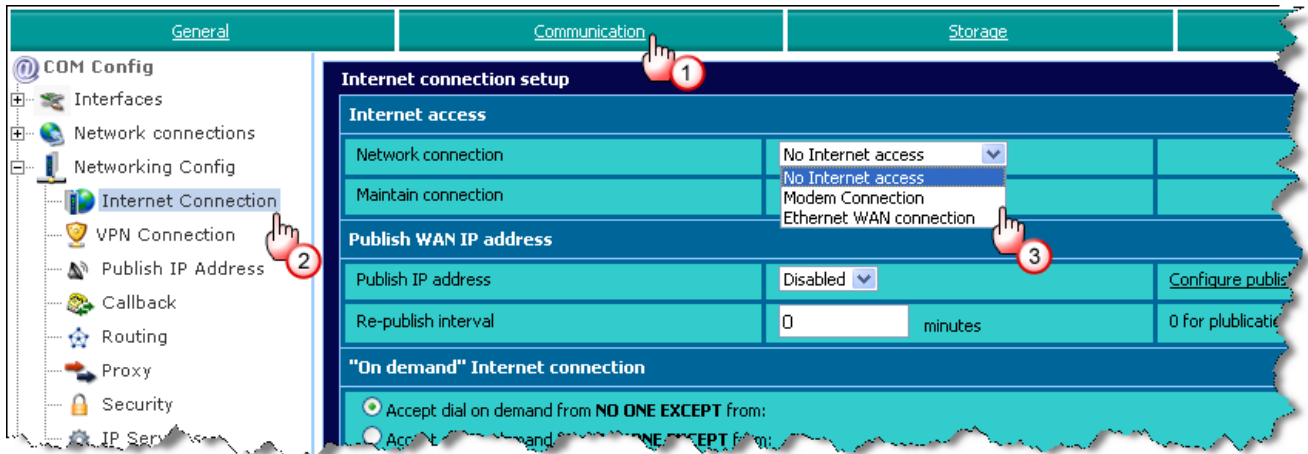 General
Communication
Storage
1
COM Config
Interfaces
Network connections
Networking Config
Internet Connection
2
VPN Connection
Publish IP Address
Callback
Routing
Proxy
Security
IP Serv
Internet connection setup
Internet access
Network connection
No Internet access
No Internet access
Modem Connection
Ethernet WAN connection
3
Maintain connection
Publish WAN IP address
Publish IP address
Disabled
Configure publis
Re-publish interval
0
minutes
0 for plublicatio
"On demand" Internet connection
Accept dial on demand from NO ONE EXCEPT from: